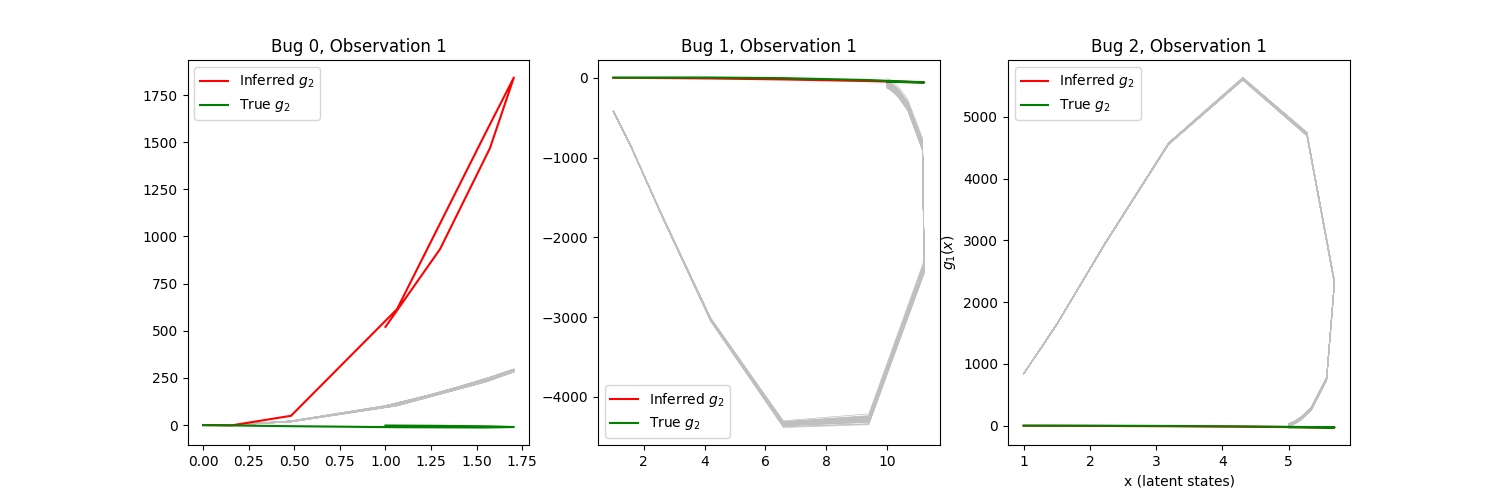 Bug 0, Observation 1
Inferred g₂
True g₂
1750
1500
1250
1000
750
500
250
0
0.00 0.25 0.50 0.75 1.00 1.25 1.50 1.75
Bug 1, Observation 1
0
−1000
−2000
−3000
−4000
Inferred g₂
True g₂
2 4 6 8 10
Bug 2, Observation 1
Inferred g₂
True g₂
g₁(x)
5000
4000
3000
2000
1000
0
1 2 3 4 5
x (latent states)